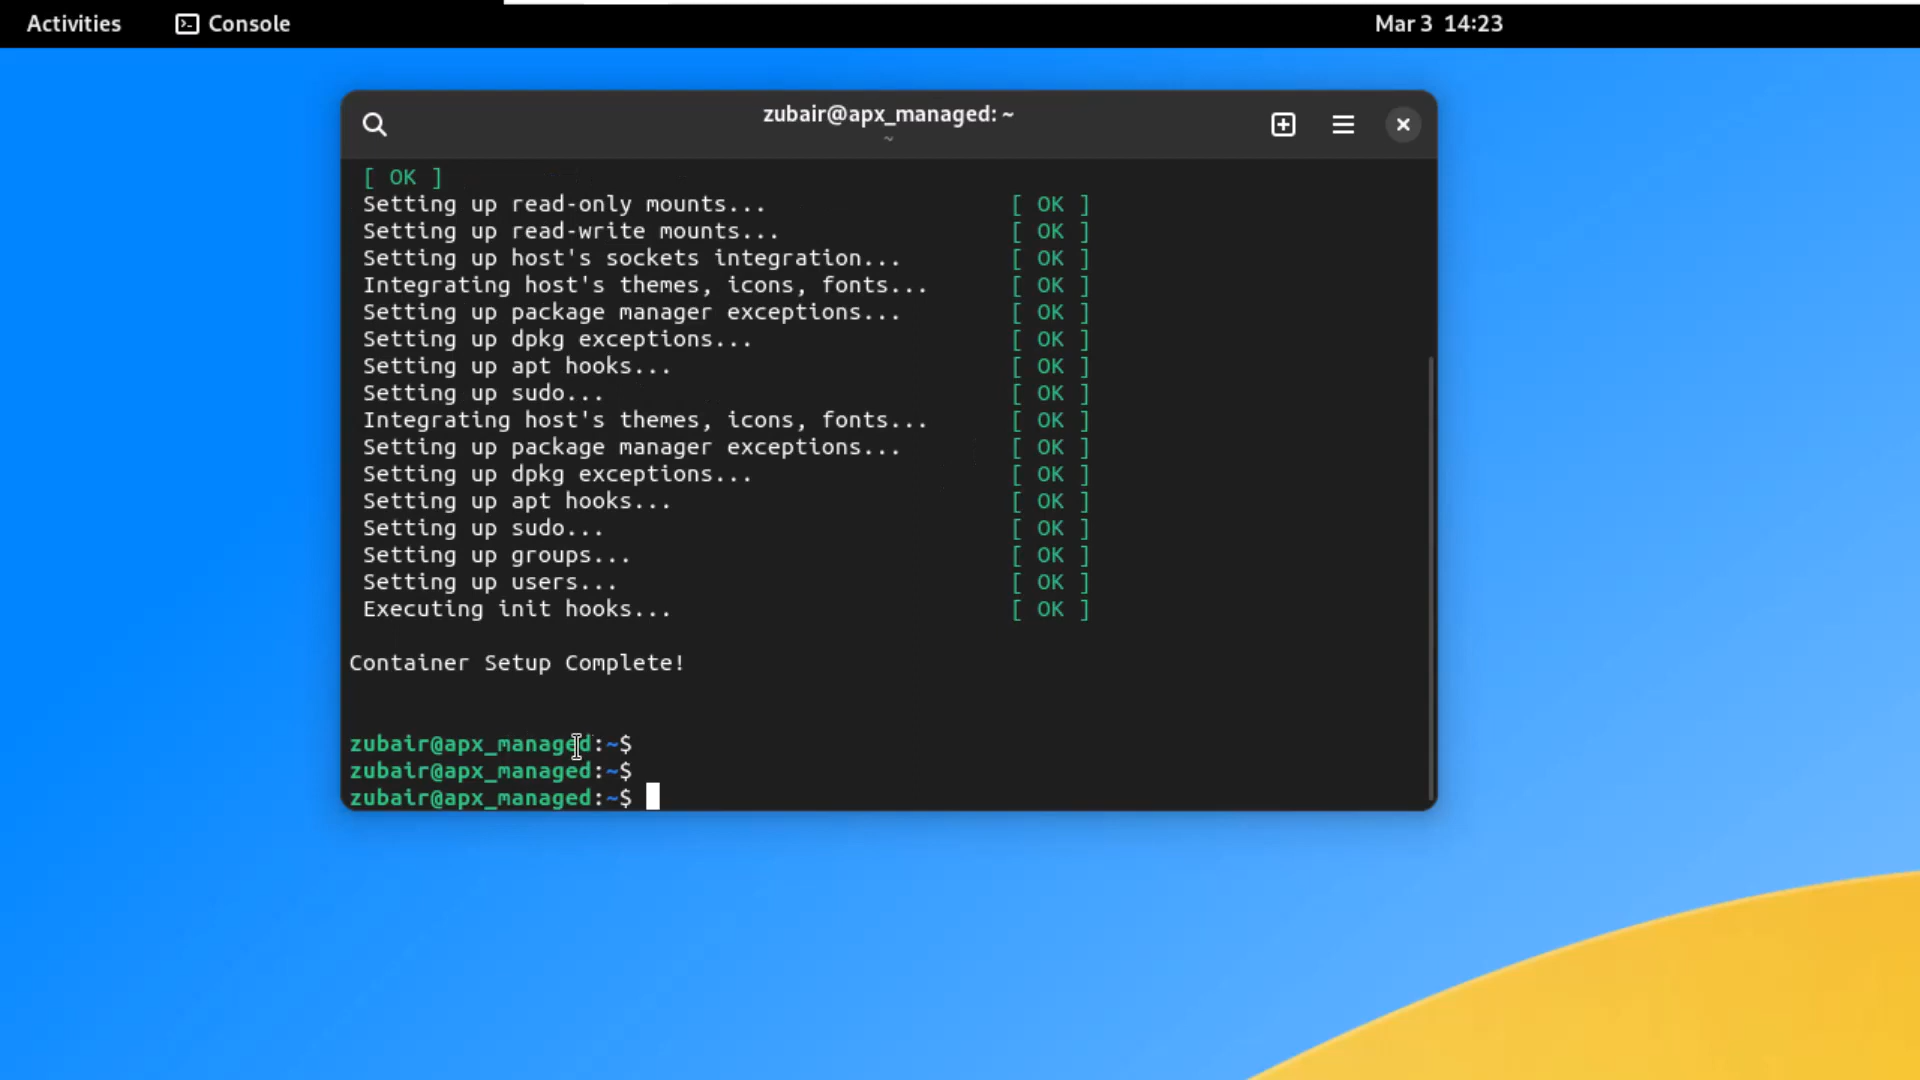 Activities Console Mar 3 14:23
zubair@apx_managed: ~
~
[ OK ]
Setting up read-only mounts... [ OK ]
Setting up read-write mounts... [ OK ]
Setting up host's sockets integration... [ OK ]
Integrating host's themes, icons, fonts... [ OK ]
Setting up package manager exceptions... [ OK ]
Setting up dpkg exceptions... [ OK ]
Setting up apt hooks... [ OK ]
Setting up sudo... [ OK ]
Integrating host's themes, icons, fonts... [ OK ]
Setting up package manager exceptions... [ OK ]
Setting up dpkg exceptions... [ OK ]
Setting up apt hooks... [ OK ]
Setting up sudo... [ OK ]
Setting up groups... [ OK ]
Setting up users... [ OK ]
Executing init hooks... [ OK ]
Container Setup Complete!
zubair@apx_managed:~$
zubair@apx_managed:~$
zubair@apx_managed:~$